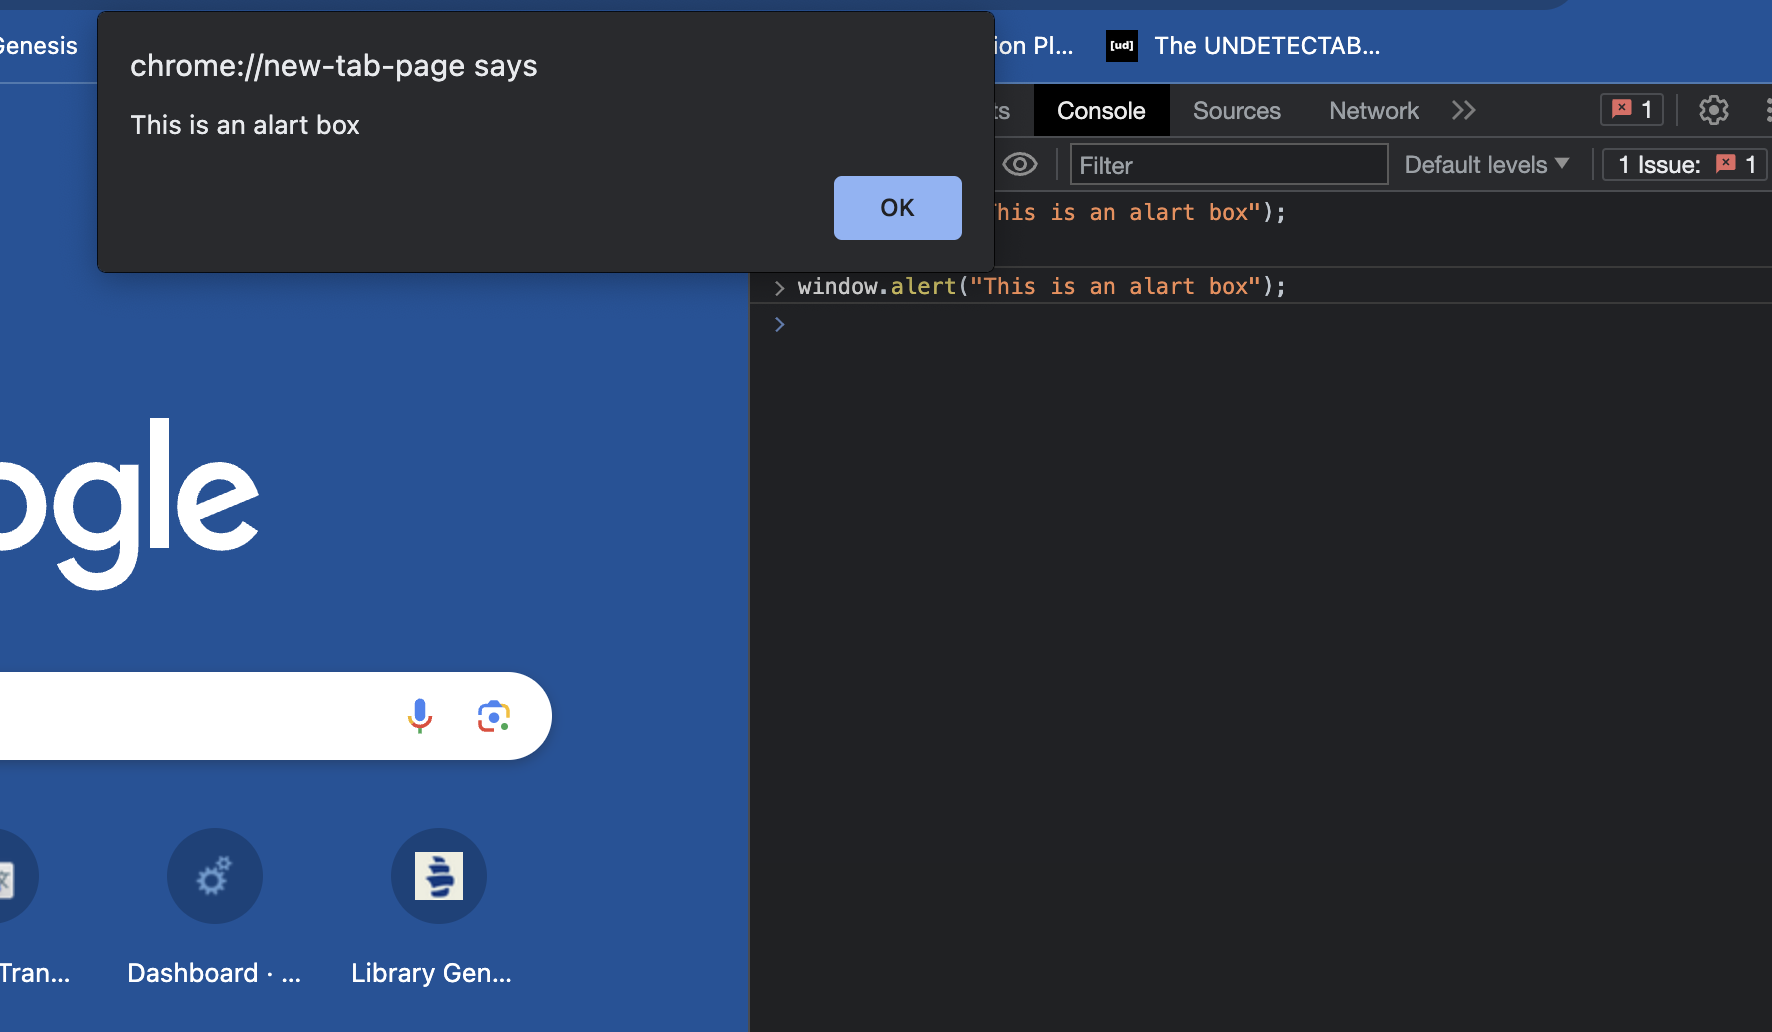 Genesis
chrome://new-tab-page says
This is an alart box
OK
ion Pl...
[ud] The UNDETECTAB...
ts Console Sources Network 1
Filter Default levels 1 Issue: 1
his is an alart box");
window.alert("This is an alart box");
ogle
Tran...
Dashboard · ...
Library Gen...